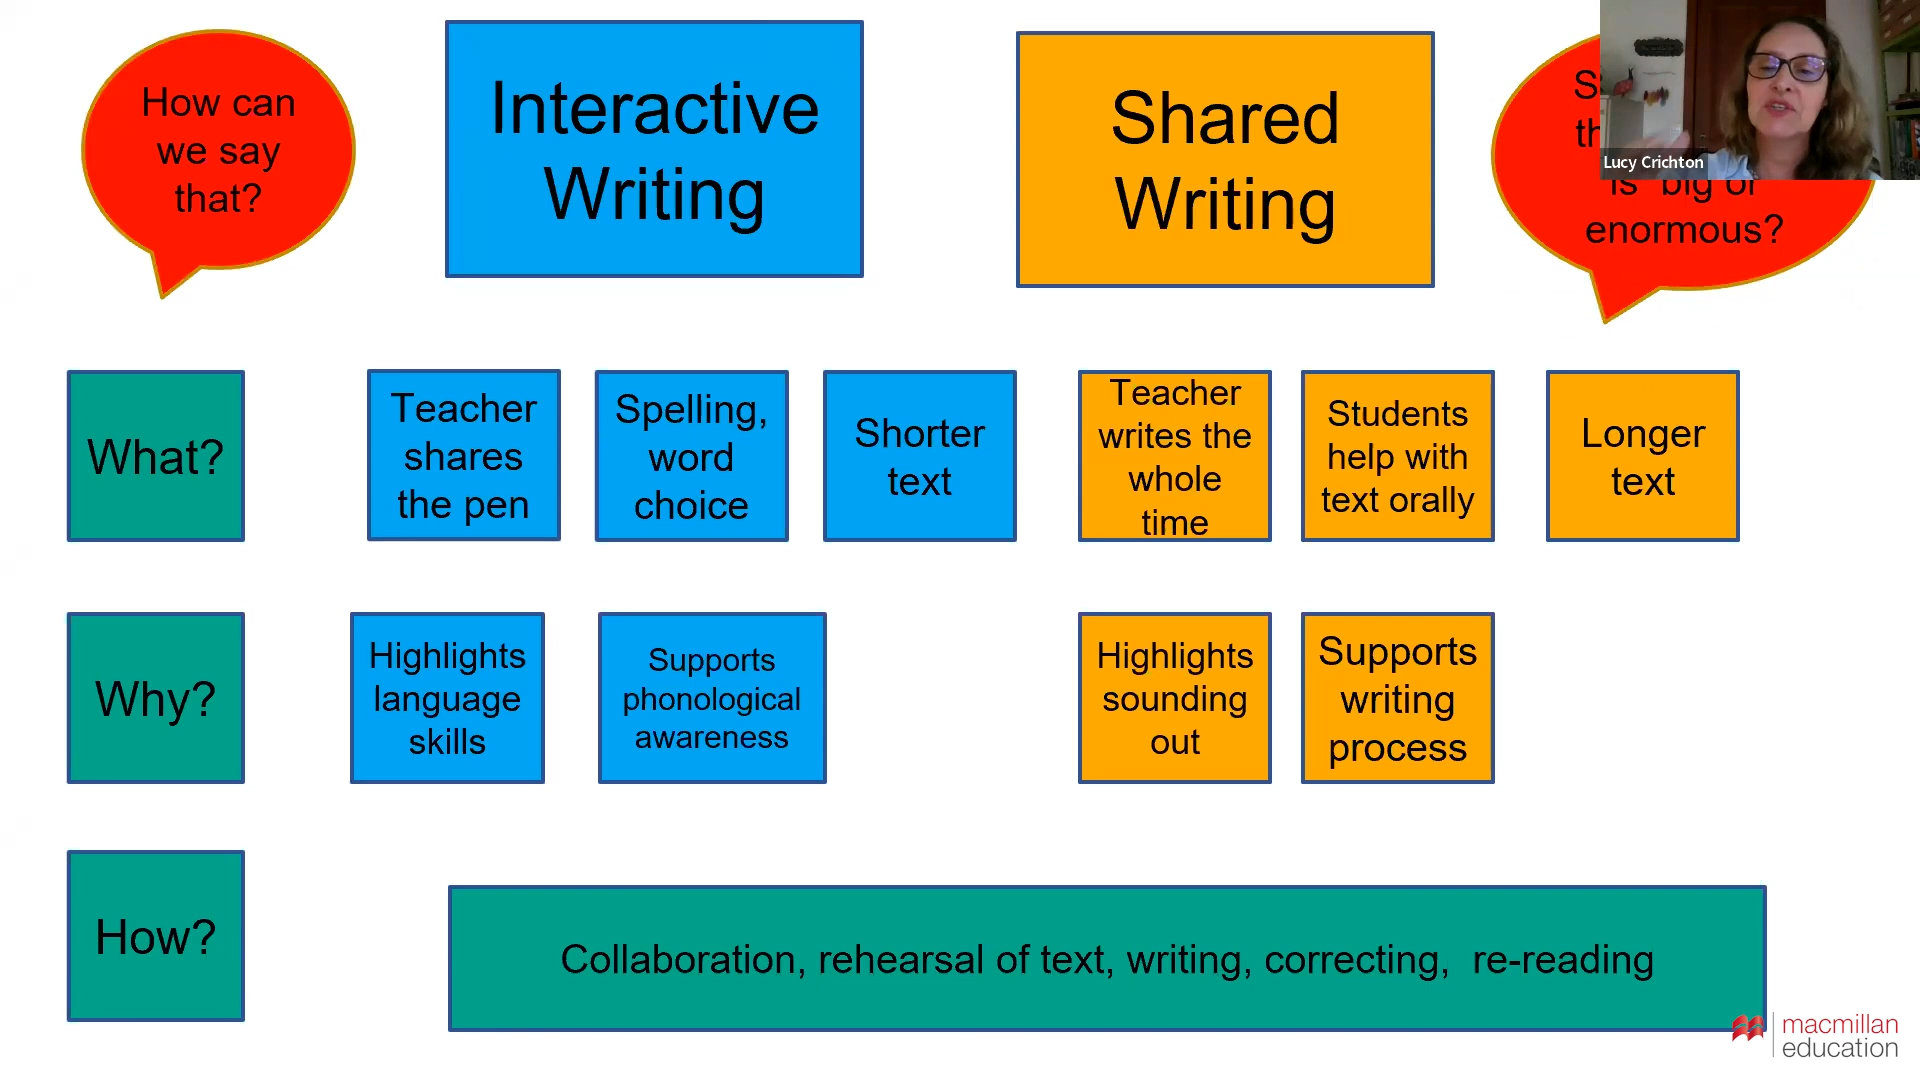 How can
we say
that?
Interactive
Writing
Shared
Writing
is big or
enormous?
Lucy Crichton
What?
Teacher
shares
the pen
Spelling,
word
choice
Shorter
text
Teacher
writes the
whole
time
Students
help with
text orally
Longer
text
Why?
Highlights
language
skills
Supports
phonological
awareness
Highlights
sounding
out
Supports
writing
process
How?
Collaboration, rehearsal of text, writing, correcting, re-reading
macmillan
education